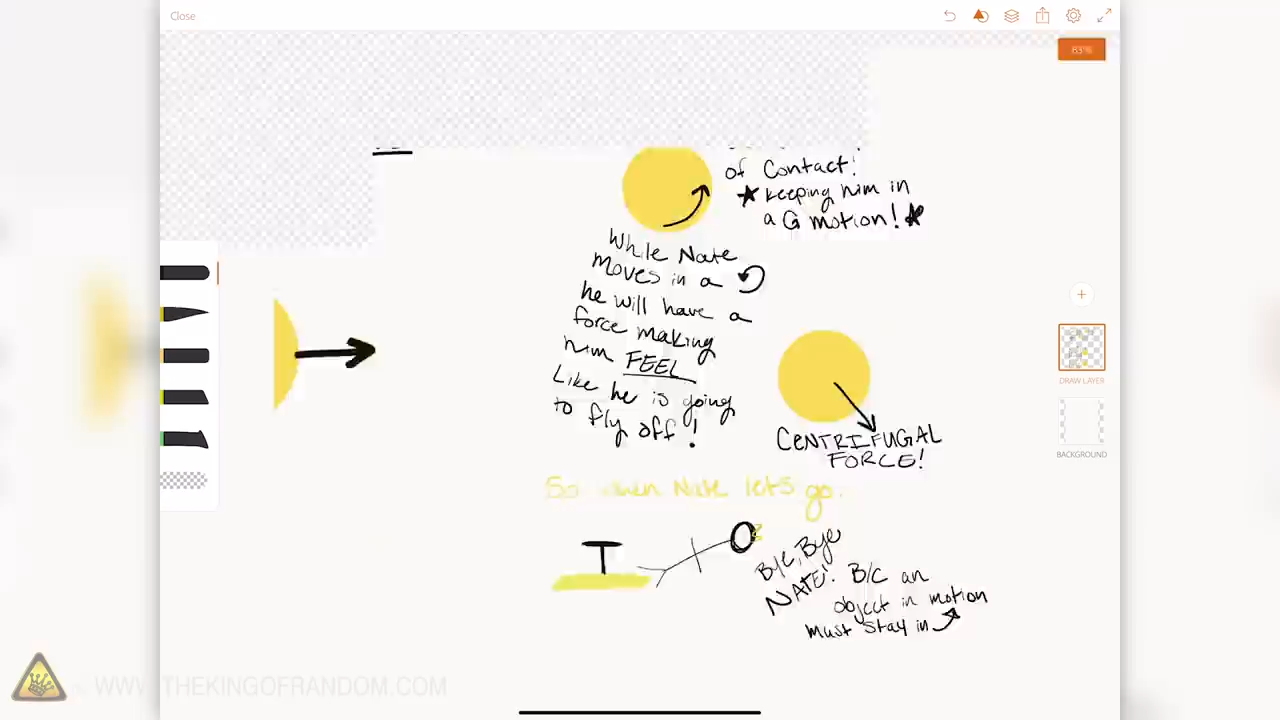 Close
83%
of Contact!
★ keeping him in
a G motion! ★
While Nate
moves in a
he will have a
force making
him FEEL
Like he is going
to fly off!
CENTRIFUGAL
FORCE!
So when Nate lets go.
Bye, Bye
NATE! B/C an
object in motion
must stay in
DRAW LAYER
BACKGROUND
WWW.THEKINGOFRANDOM.COM